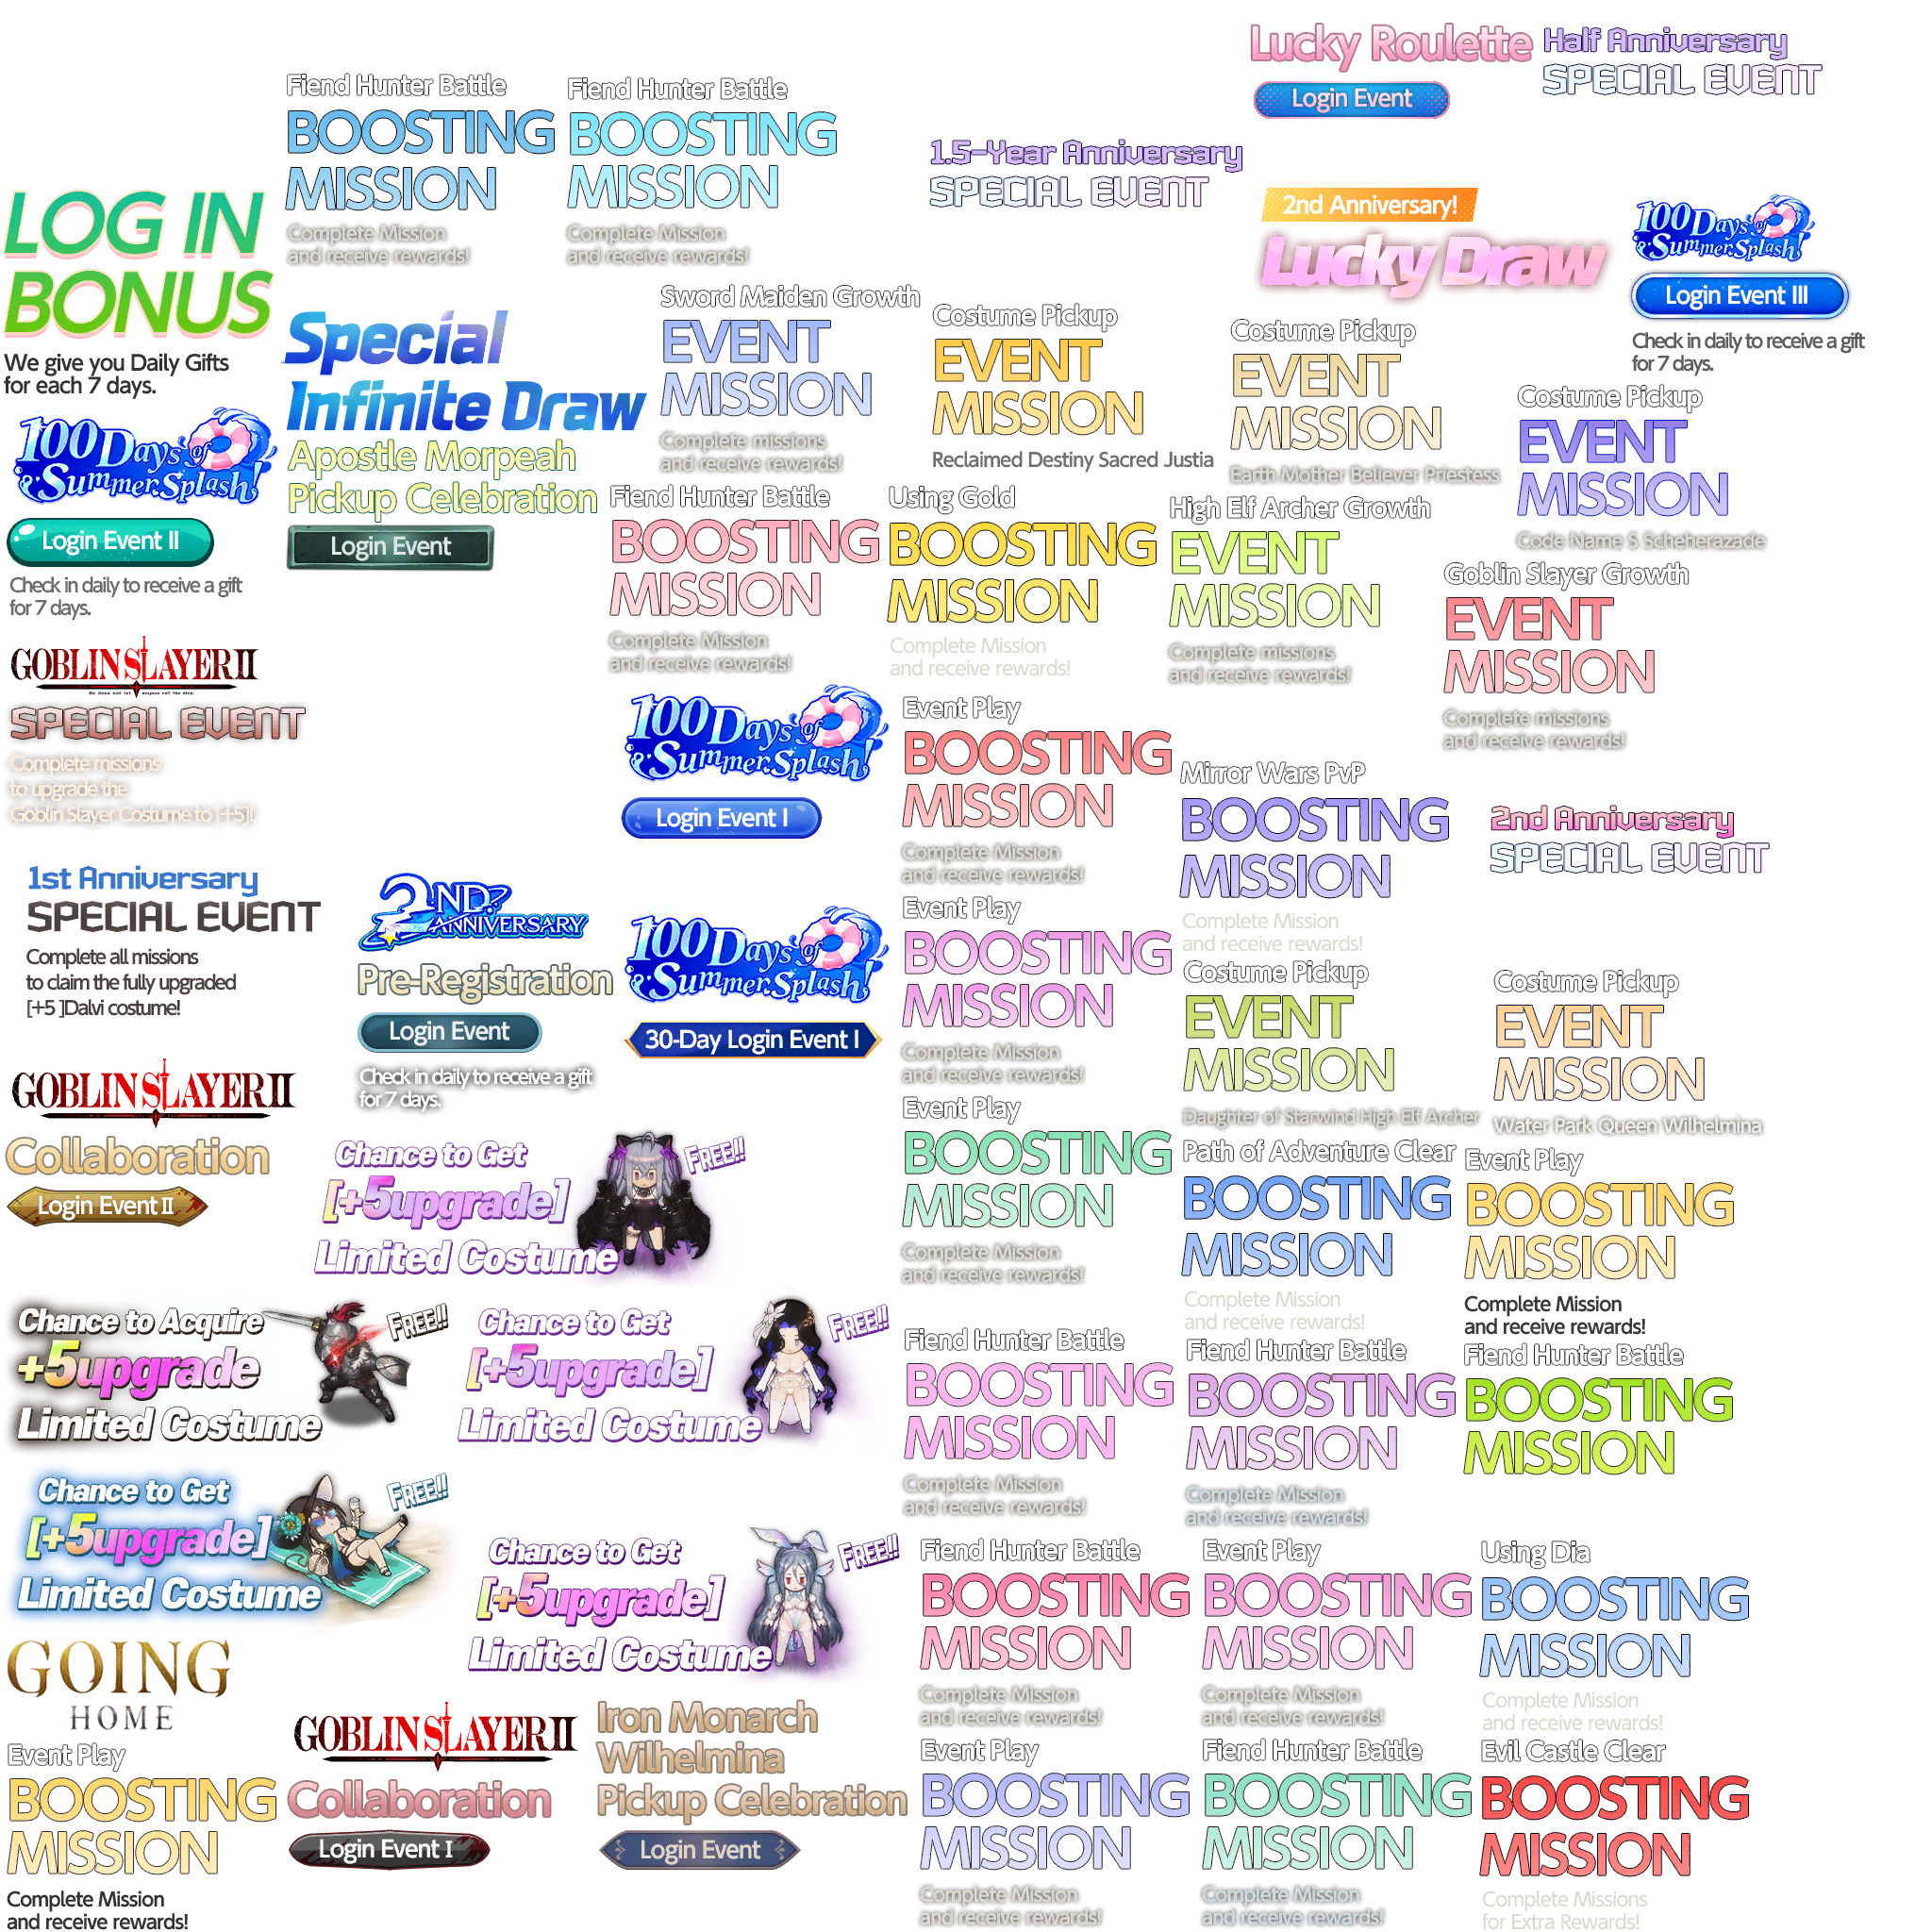 Lucky Roulette
Login Event
Half Anniversary
SPECIAL EVENT
Fiend Hunter Battle
BOOSTING
MISSION
Complete Mission
and receive rewards!
Fiend Hunter Battle
BOOSTING
MISSION
Complete Mission
and receive rewards!
1.5-Year Anniversary
SPECIAL EVENT
2nd Anniversary!
Lucky Draw
100 Days of
Summer Splash!
Login Event III
Check in daily to receive a gift
for 7 days.
LOG IN
BONUS
We give you Daily Gifts
for each 7 days.
Special
Infinite Draw
Apostle Morpeah
Pickup Celebration
Login Event
Sword Maiden Growth
EVENT
MISSION
Complete missions
and receive rewards!
Costume Pickup
EVENT
MISSION
Reclaimed Destiny Sacred Justia
Costume Pickup
EVENT
MISSION
Earth Mother Believer Priestess
Costume Pickup
EVENT
MISSION
Code Name S Scheherazade
100 Days of
Summer Splash!
Login Event II
Check in daily to receive a gift
for 7 days.
Fiend Hunter Battle
BOOSTING
MISSION
Complete Mission
and receive rewards!
Using Gold
BOOSTING
MISSION
Complete Mission
and receive rewards!
High Elf Archer Growth
EVENT
MISSION
Complete missions
and receive rewards!
Goblin Slayer Growth
EVENT
MISSION
Complete missions
and receive rewards!
GOBLIN SLAYER II
He does not let anyone roll the dice.
SPECIAL EVENT
Complete missions
to upgrade the
Goblin Slayer Costume to [+5]!
100 Days of
Summer Splash!
Login Event I
Event Play
BOOSTING
MISSION
Complete Mission
and receive rewards!
Mirror Wars PvP
BOOSTING
MISSION
Complete Mission
and receive rewards!
2nd Anniversary
SPECIAL EVENT
1st Anniversary
SPECIAL EVENT
Complete all missions
to claim the fully upgraded
[+5 ]Dalvi costume!
2ND
ANNIVERSARY
Pre-Registration
Login Event
Check in daily to receive a gift
for 7 days.
100 Days of
Summer Splash!
30-Day Login Event I
Event Play
BOOSTING
MISSION
Complete Mission
and receive rewards!
Costume Pickup
EVENT
MISSION
Daughter of Starwind High Elf Archer
Costume Pickup
EVENT
MISSION
Water Park Queen Wilhelmina
GOBLIN SLAYER II
Collaboration
Login Event II
Chance to Get
FREE!!
[+5upgrade]
Limited Costume
Event Play
BOOSTING
MISSION
Complete Mission
and receive rewards!
Path of Adventure Clear
BOOSTING
MISSION
Complete Mission
and receive rewards!
Event Play
BOOSTING
MISSION
Complete Mission
and receive rewards!
Chance to Acquire
FREE!!
+5upgrade
Limited Costume
Chance to Get
FREE!!
[+5upgrade]
Limited Costume
Fiend Hunter Battle
BOOSTING
MISSION
Complete Mission
and receive rewards!
Fiend Hunter Battle
BOOSTING
MISSION
Complete Mission
and receive rewards!
Fiend Hunter Battle
BOOSTING
MISSION
Chance to Get
FREE!!
[+5upgrade]
Limited Costume
Chance to Get
FREE!!
[+5upgrade]
Limited Costume
Fiend Hunter Battle
BOOSTING
MISSION
Complete Mission
and receive rewards!
Event Play
BOOSTING
MISSION
Complete Mission
and receive rewards!
Using Dia
BOOSTING
MISSION
Complete Mission
and receive rewards!
GOING
HOME
Event Play
BOOSTING
MISSION
Complete Mission
and receive rewards!
GOBLIN SLAYER II
Collaboration
Login Event I
Iron Monarch
Wilhelmina
Pickup Celebration
Login Event
Event Play
BOOSTING
MISSION
Complete Mission
and receive rewards!
Fiend Hunter Battle
BOOSTING
MISSION
Complete Mission
and receive rewards!
Evil Castle Clear
BOOSTING
MISSION
Complete Missions
for Extra Rewards!